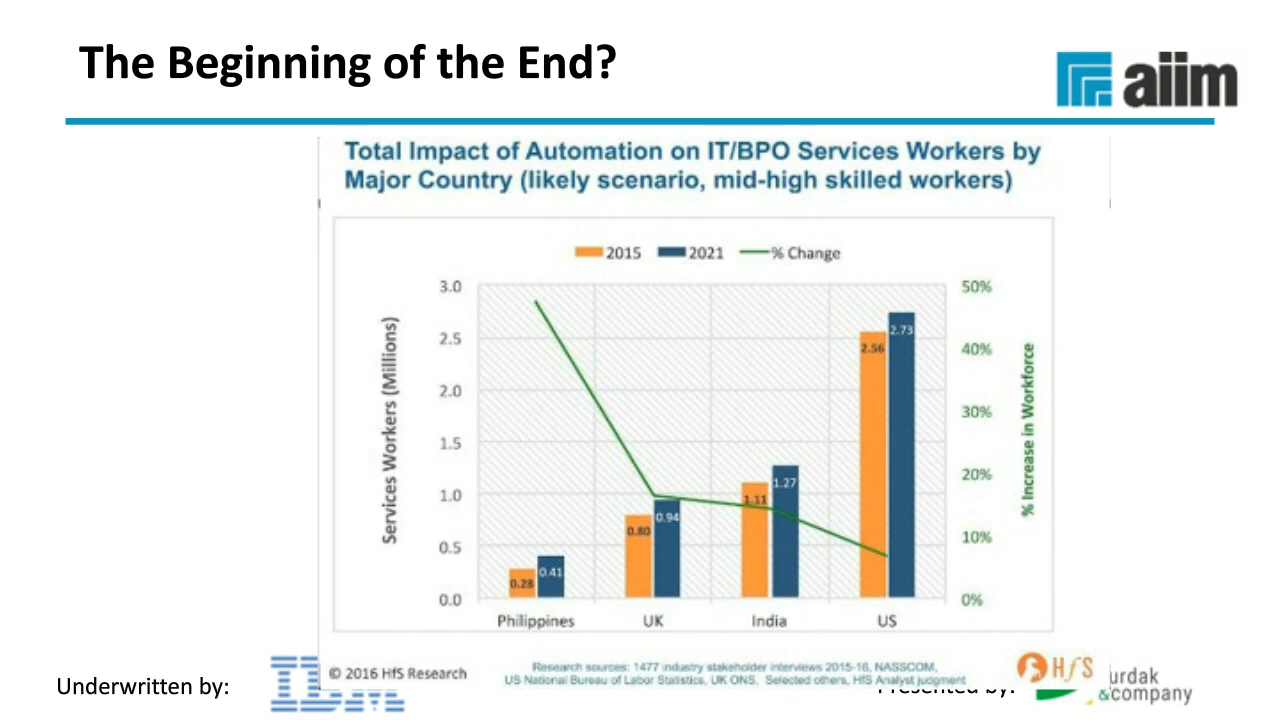 The Beginning of the End?
aiim
Total Impact of Automation on IT/BPO Services Workers by
Major Country (likely scenario, mid-high skilled workers)
2015 2021 % Change
Services Workers (Millions)
3.0
2.5
2.0
1.5
1.0
0.5
0.0
50%
40%
30%
20%
10%
0%
% Increase in Workforce
0.28 0.41
0.80 0.94
1.11 1.27
2.56 2.73
Philippines UK India US
© 2016 HfS Research
Research sources: 1477 industry stakeholder interviews 2015-16, NASSCOM,
US National Bureau of Labor Statistics, UK ONS, Selected others, HfS Analyst judgment
HfS
Underwritten by:
Presented by:
urdak
&company